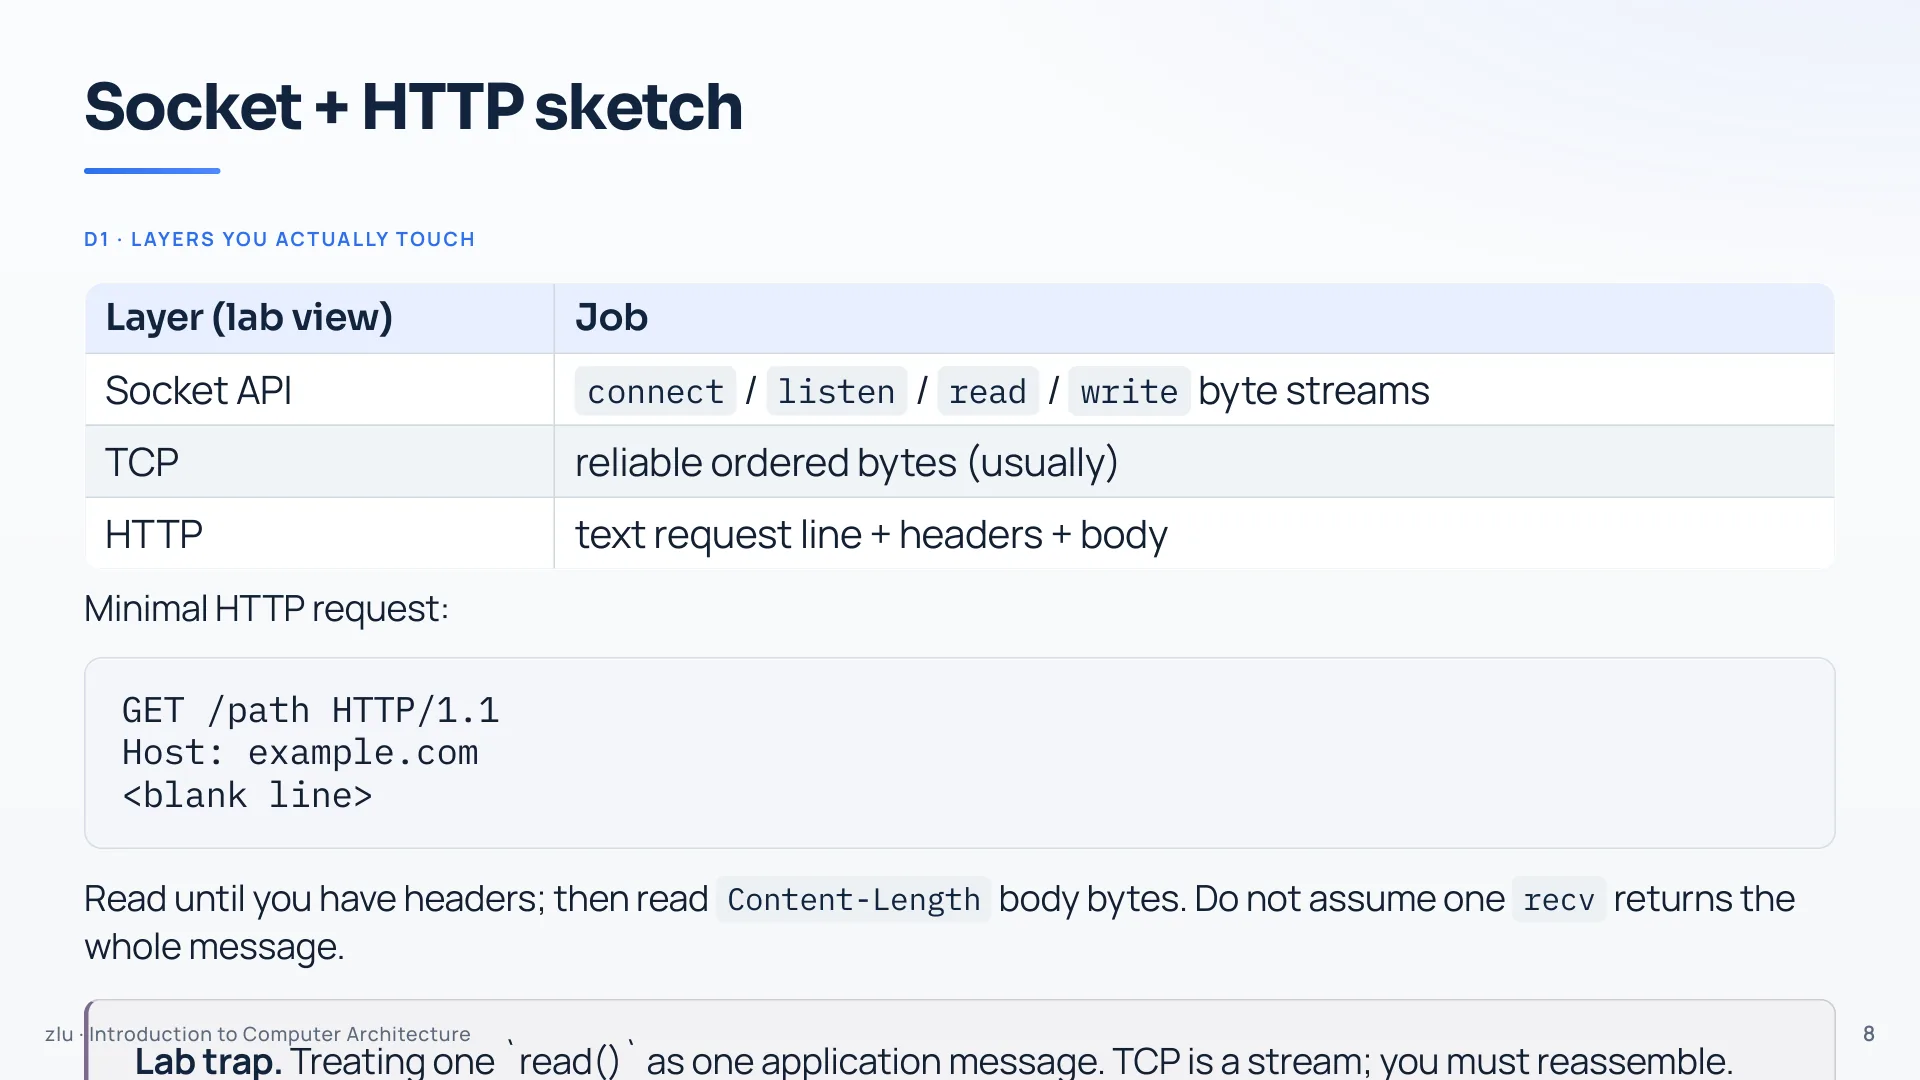 Socket + HTTP sketch
D1 · LAYERS YOU ACTUALLY TOUCH
Layer (lab view) Job
Socket API connect / listen / read / write byte streams
TCP reliable ordered bytes (usually)
HTTP text request line + headers + body
Minimal HTTP request:
GET /path HTTP/1.1
Host: example.com
<blank line>
Read until you have headers; then read Content-Length body bytes. Do not assume one recv returns the
whole message.
zlu · Introduction to Computer Architecture 8
Lab trap. Treating one `read()` as one application message. TCP is a stream; you must reassemble.